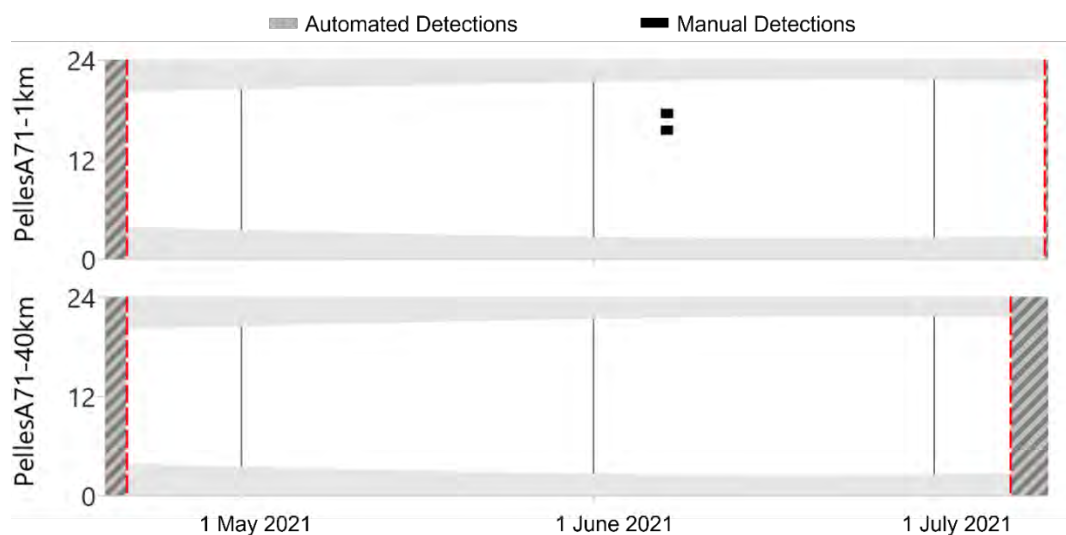 Automated Detections Manual Detections
24
PellesA71-1km
12
0
24
PellesA71-40km
12
0
1 May 2021 1 June 2021 1 July 2021